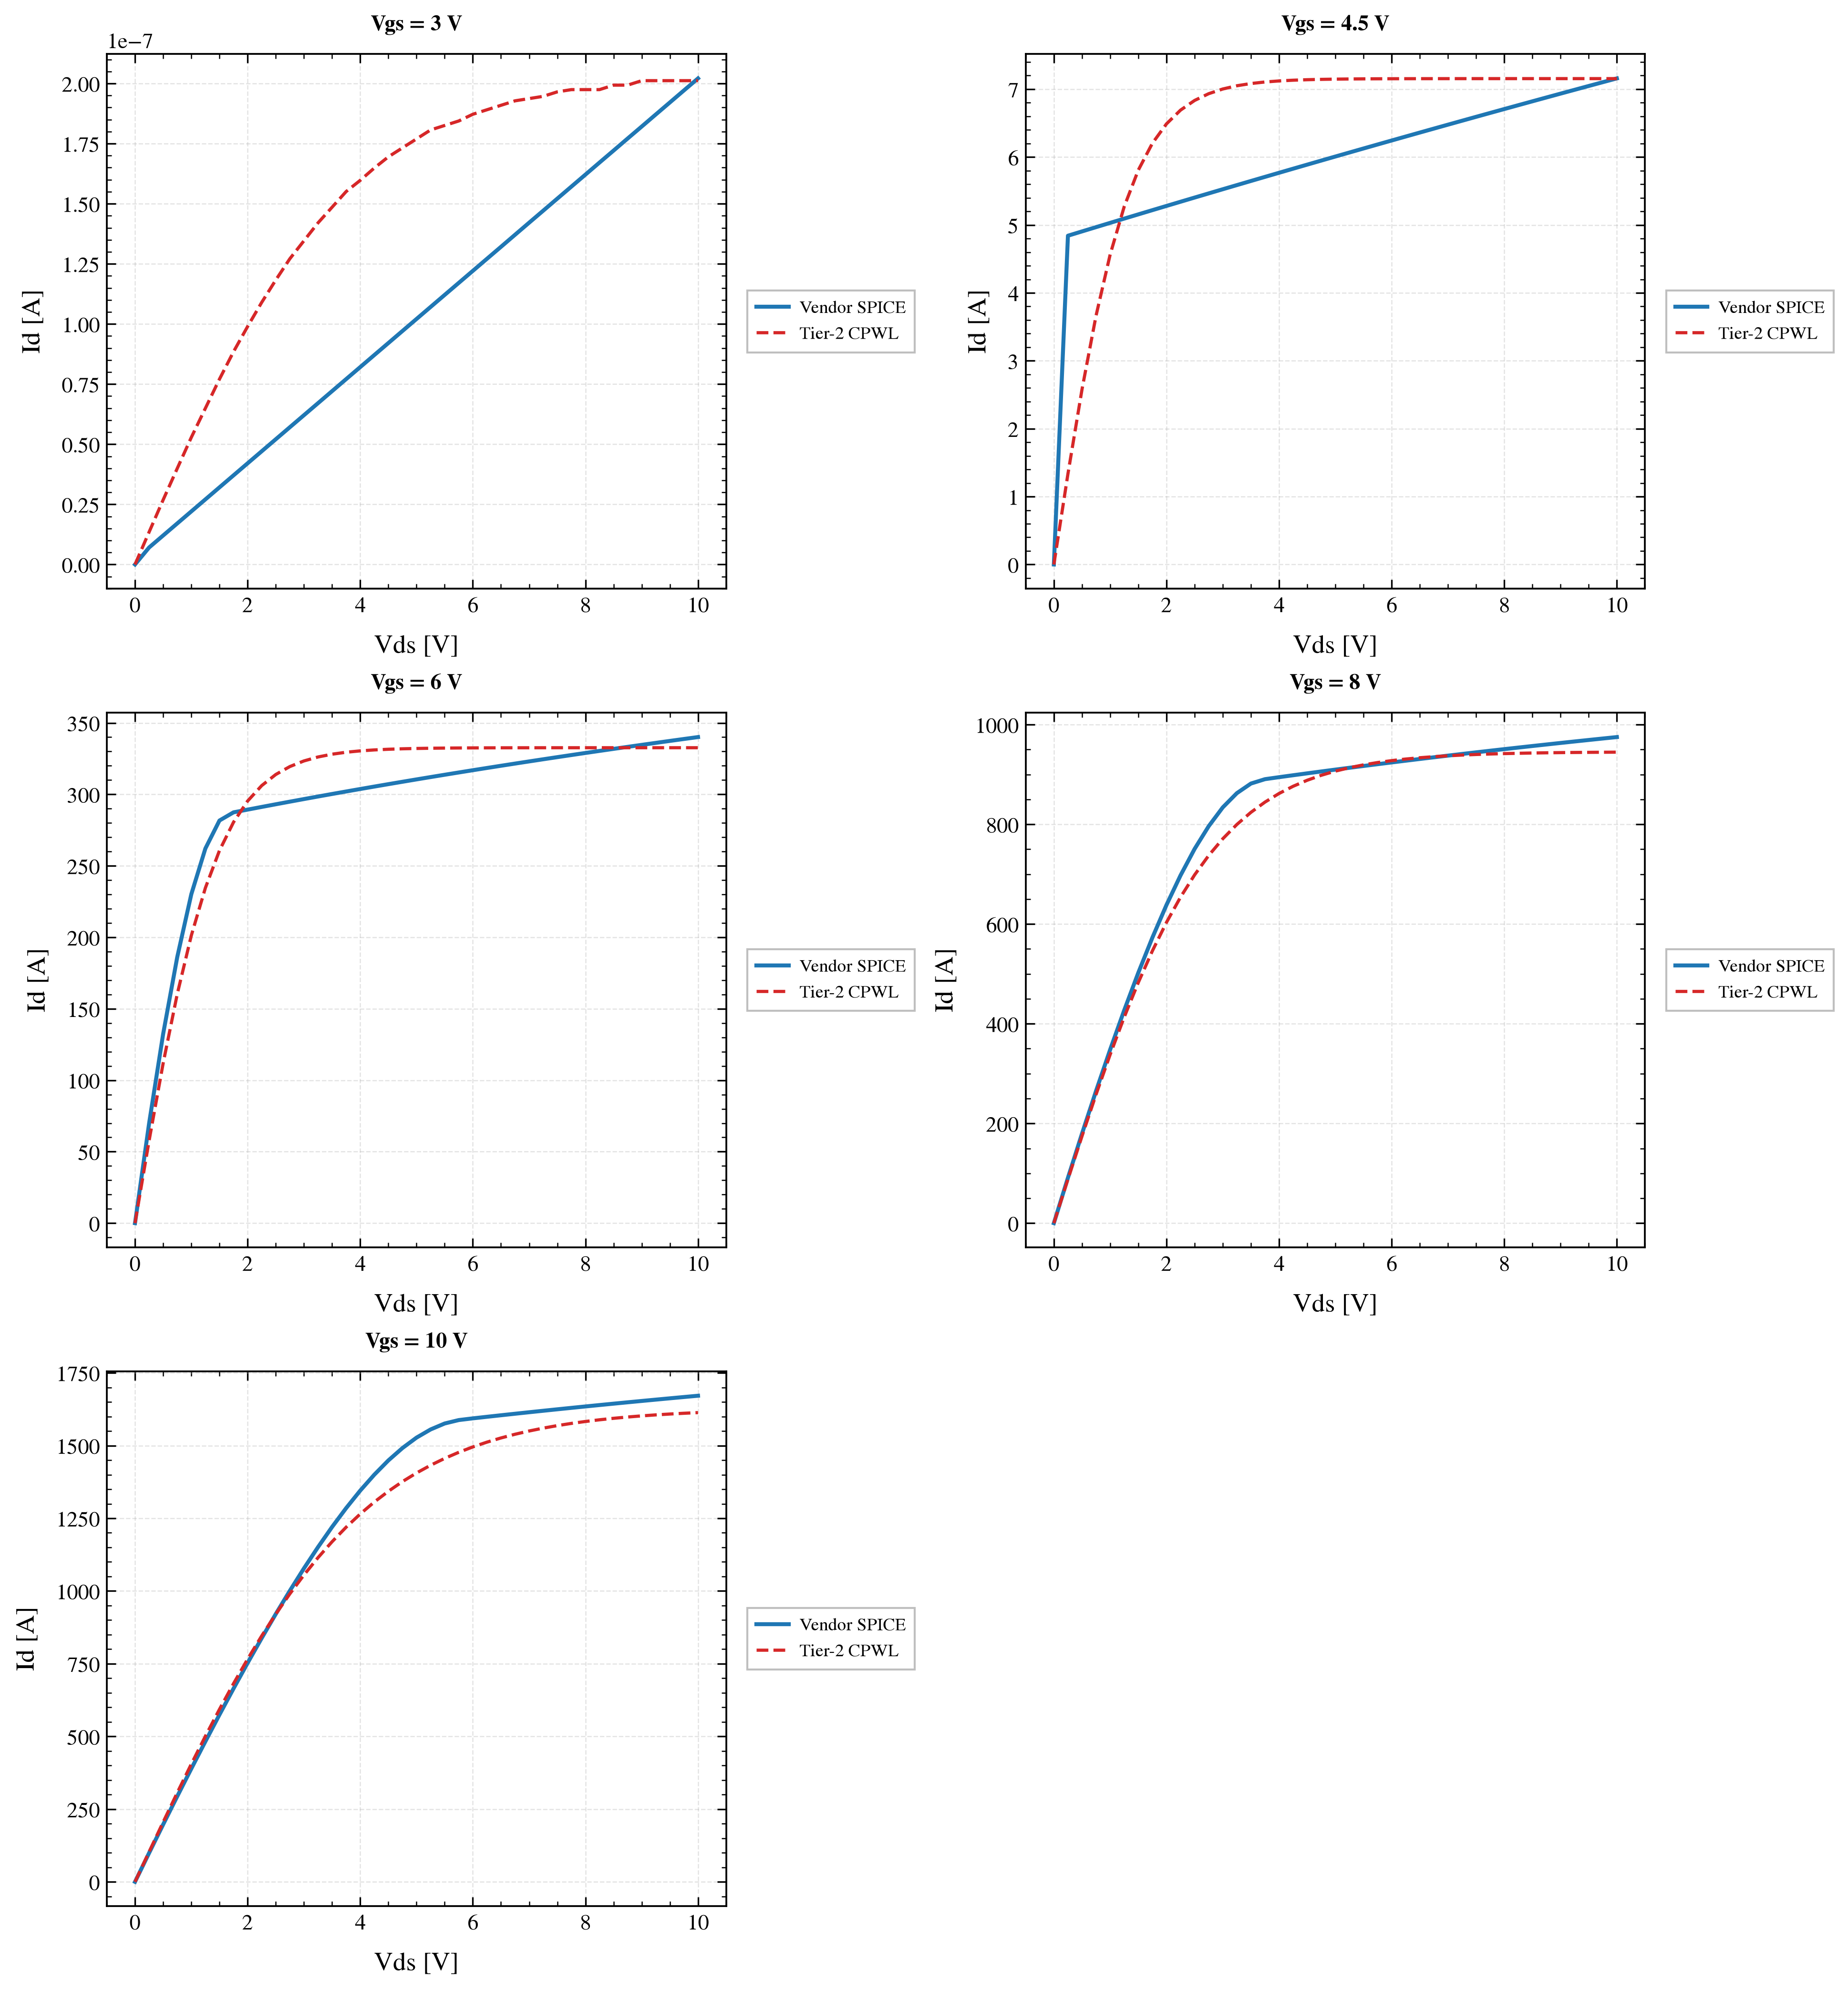 Vgs = 3 V
1e−7
2.00
1.75
1.50
1.25
1.00
0.75
0.50
0.25
0.00
0 2 4 6 8 10
Vds [V]
Id [A]
Vendor SPICE
Tier-2 CPWL
Vgs = 4.5 V
7
6
5
4
3
2
1
0
0 2 4 6 8 10
Vds [V]
Id [A]
Vendor SPICE
Tier-2 CPWL
Vgs = 6 V
350
300
250
200
150
100
50
0
0 2 4 6 8 10
Vds [V]
Id [A]
Vendor SPICE
Tier-2 CPWL
Vgs = 8 V
1000
800
600
400
200
0
0 2 4 6 8 10
Vds [V]
Id [A]
Vendor SPICE
Tier-2 CPWL
Vgs = 10 V
1750
1500
1250
1000
750
500
250
0
0 2 4 6 8 10
Vds [V]
Id [A]
Vendor SPICE
Tier-2 CPWL